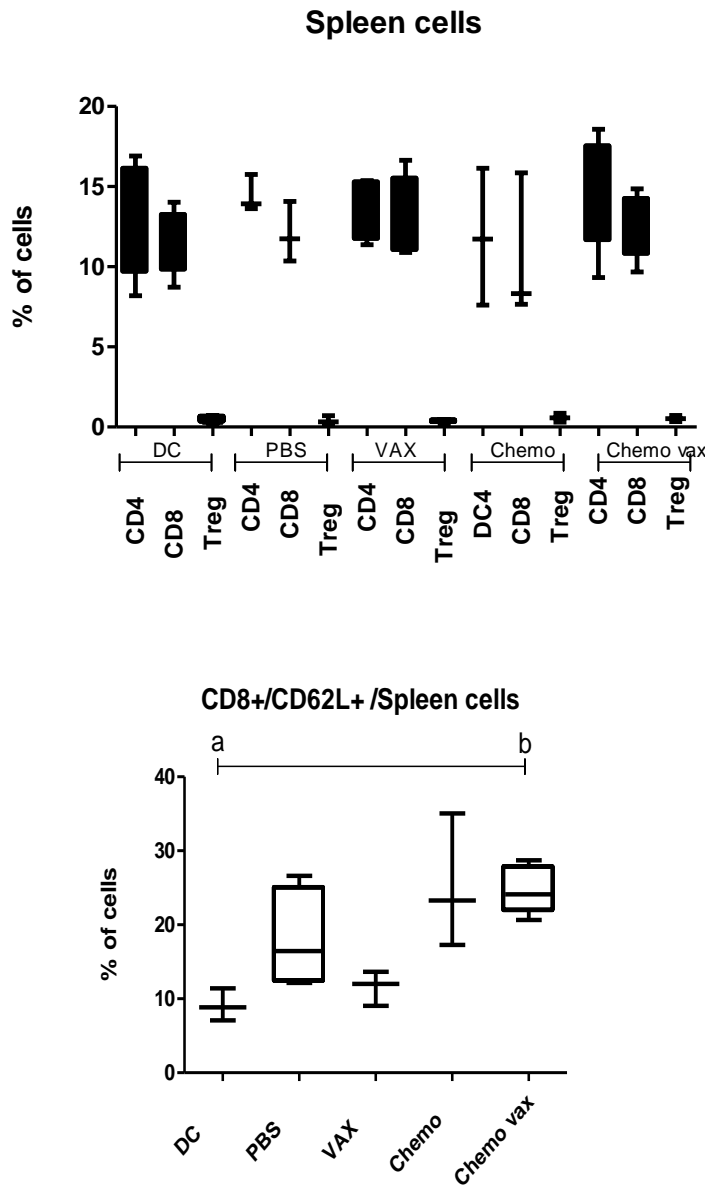 Spleen cells
20
15
10
5
0
% of cells
DC PBS VAX Chemo Chemo vax
CD4 CD8 Treg CD4 CD8 Treg CD4 CD8 Treg DC4 CD8 Treg CD4 CD8 Treg
CD8+/CD62L+ /Spleen cells
a b
40
30
20
10
0
% of cells
DC PBS VAX Chemo Chemo vax